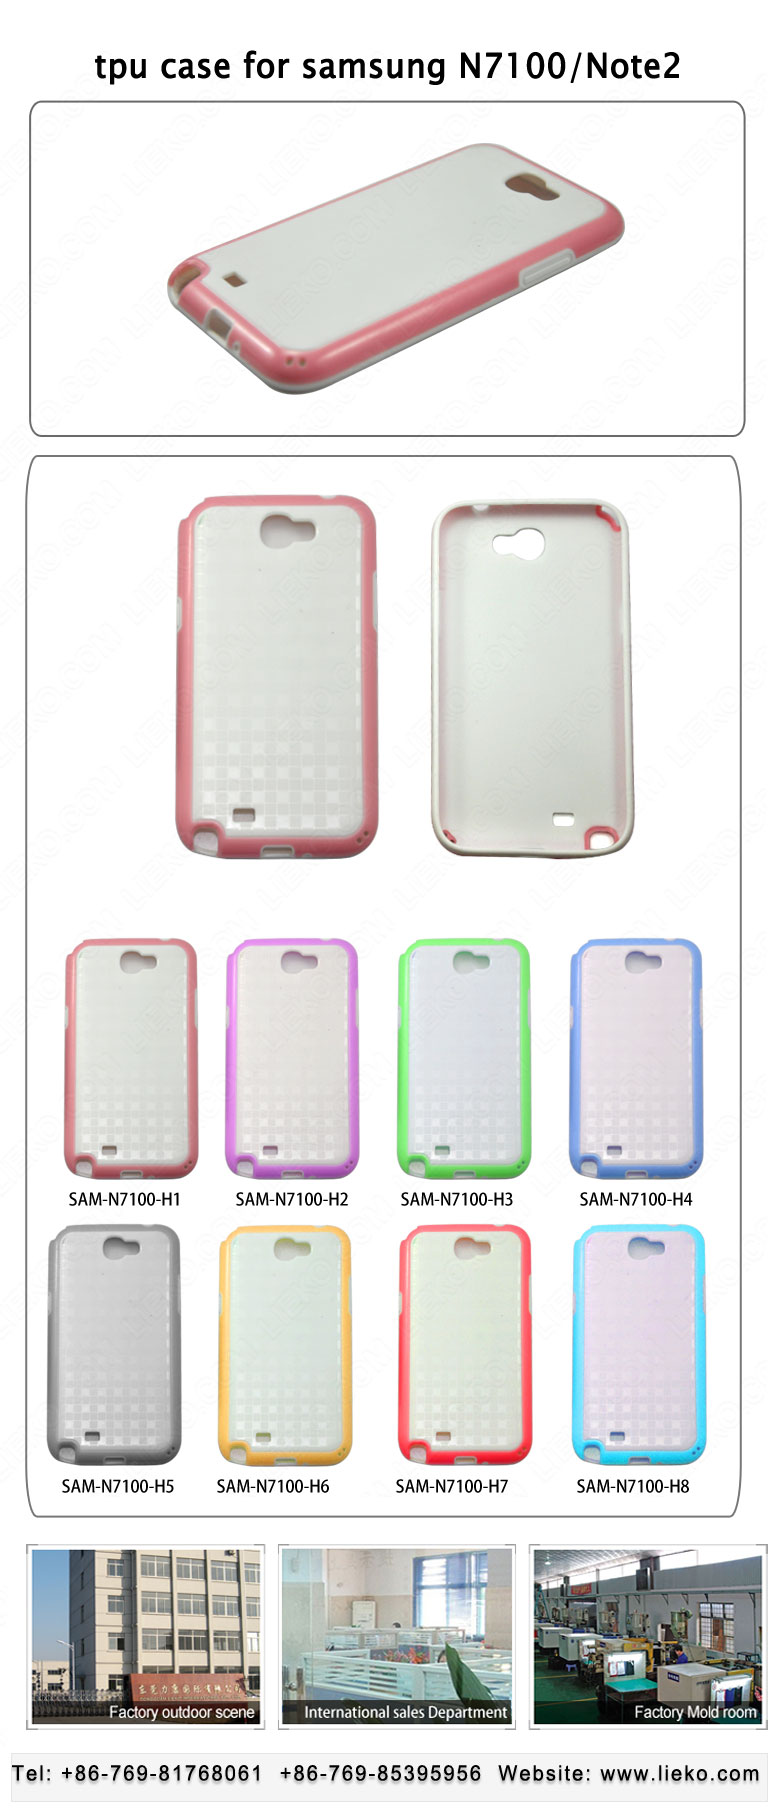 tpu case for samsung N7100/Note2
SAM-N7100-H1 SAM-N7100-H2 SAM-N7100-H3 SAM-N7100-H4
SAM-N7100-H5 SAM-N7100-H6 SAM-N7100-H7 SAM-N7100-H8
Factory outdoor scene International sales Department Factory Mold room
Tel: +86-769-81768061 +86-769-85395956 Website: www.lieko.com
LIEKO.COM